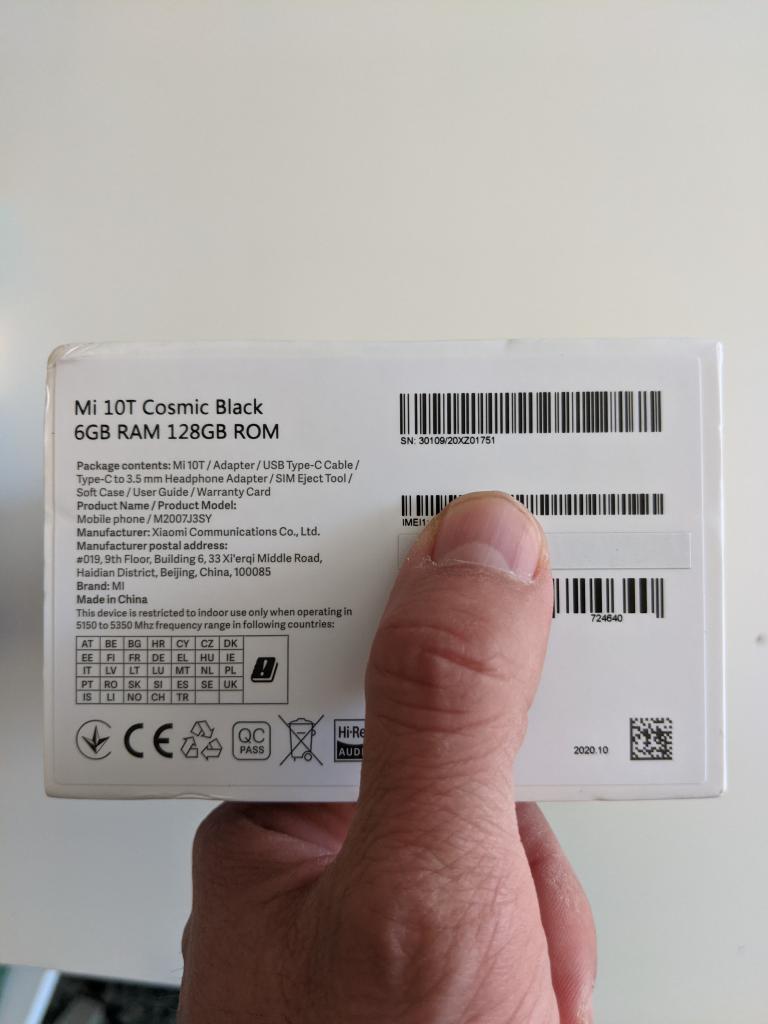 Mi 10T Cosmic Black
6GB RAM 128GB ROM
Package contents: Mi 10T / Adapter / USB Type-C Cable /
Type-C to 3.5 mm Headphone Adapter / SIM Eject Tool /
Soft Case / User Guide / Warranty Card
Product Name / Product Model:
Mobile phone / M2007J3SY
Manufacturer: Xiaomi Communications Co., Ltd.
Manufacturer postal address:
#019, 9th Floor, Building 6, 33 Xi'erqi Middle Road,
Haidian District, Beijing, China, 100085
Brand: MI
Made in China
This device is restricted to indoor use only when operating in
5150 to 5350 Mhz frequency range in following countries:
AT BE BG HR CY CZ DK
EE FI FR DE EL HU IE
IT LV LT LU MT NL PL
PT RO SK SI ES SE UK
IS LI NO CH TR
CE
QC
PASS
Hi-Re
AUDI
SN: 30109/20XZ01751
IMEI1:
724640
2020.10